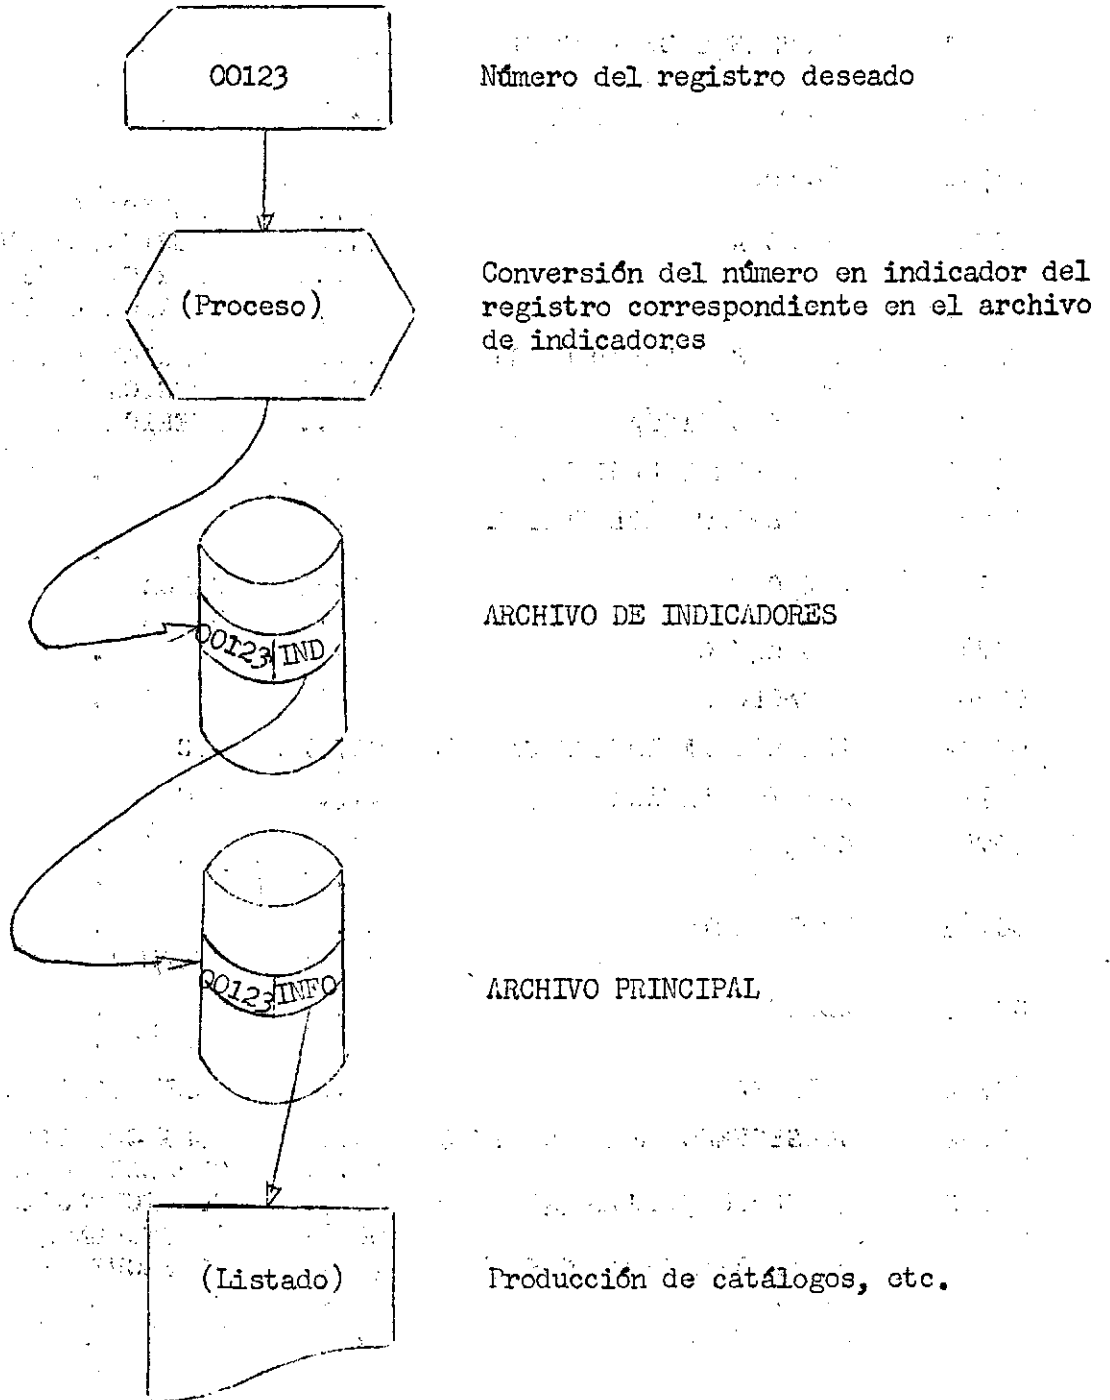 00123
Número del registro deseado
(Proceso)
Conversión del número en indicador del
registro correspondiente en el archivo
de indicadores
00123 IND
ARCHIVO DE INDICADORES
00123 INFO
ARCHIVO PRINCIPAL
(Listado)
Producción de catálogos, etc.